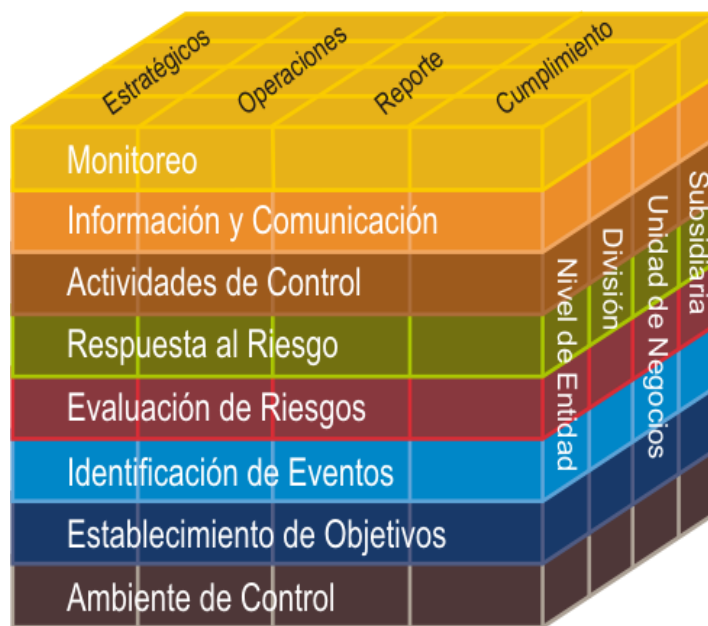 Estratégicos
Operaciones
Reporte
Cumplimiento
Monitoreo
Información y Comunicación
Actividades de Control
Respuesta al Riesgo
Evaluación de Riesgos
Identificación de Eventos
Establecimiento de Objetivos
Ambiente de Control
Nivel de Entidad
División
Unidad de Negocios
Subsidiaria